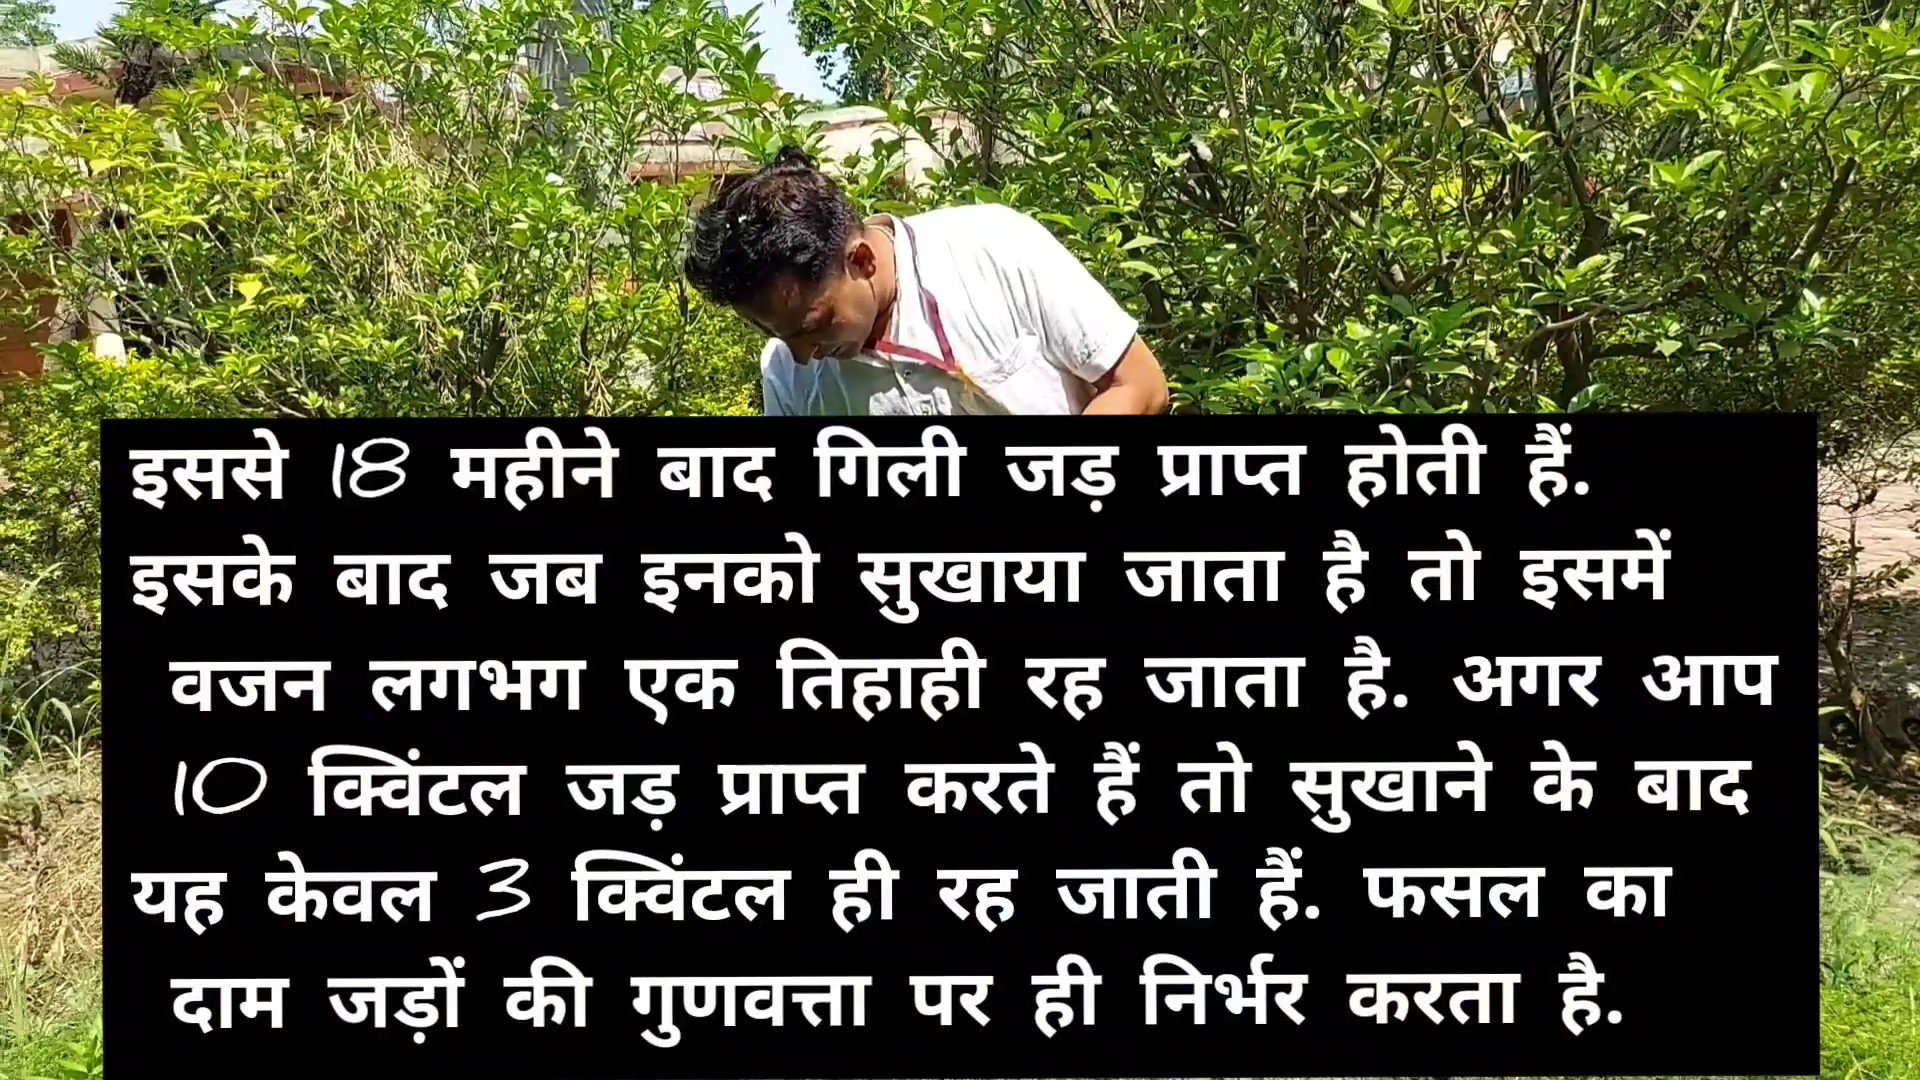 इससे 18 महीने बाद गिली जड़ प्राप्त होती हैं.
इसके बाद जब इनको सुखाया जाता है तो इसमें
वजन लगभग एक तिहाही रह जाता है. अगर आप
10 क्विंटल जड़ प्राप्त करते हैं तो सुखाने के बाद
यह केवल 3 क्विंटल ही रह जाती हैं. फसल का
दाम जड़ों की गुणवत्ता पर ही निर्भर करता है.